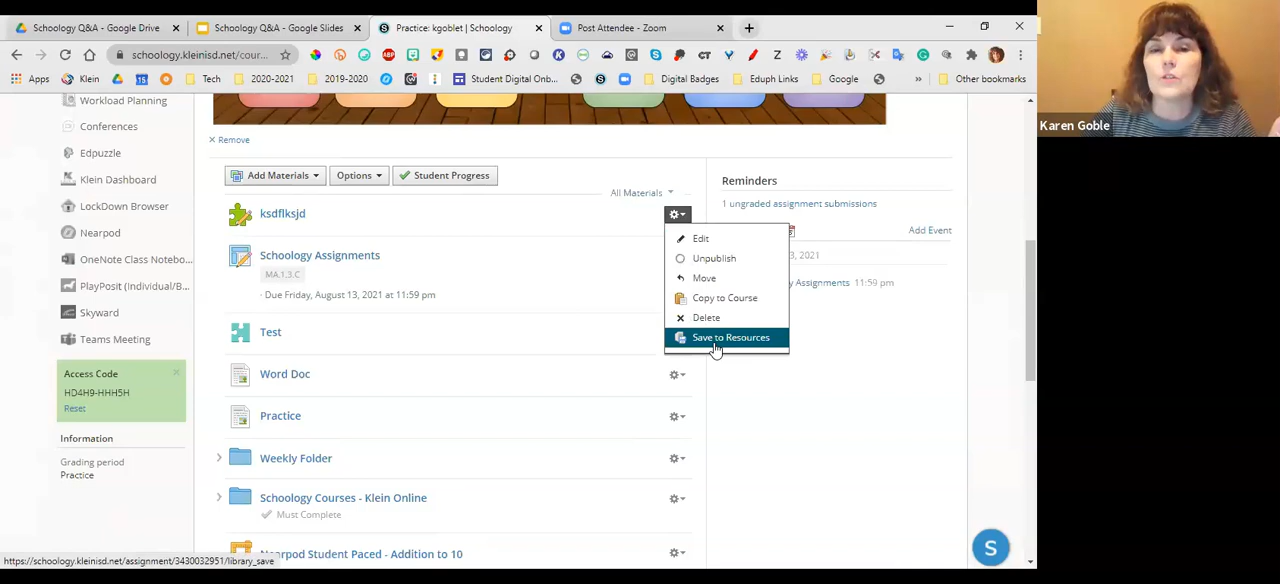 Schoology Q&A - Google Drive
Schoology Q&A - Google Slides
Practice: kgoblet | Schoology
Post Attendee - Zoom
schoology.kleinisd.net/cour...
Apps
Klein
15
Tech
2020-2021
2019-2020
Student Digital Onb...
Digital Badges
Eduph Links
Google
Other bookmarks
Karen Goble
Workload Planning
Conferences
Edpuzzle
Klein Dashboard
LockDown Browser
Nearpod
OneNote Class Notebo...
PlayPosit (Individual/B...
Skyward
Teams Meeting
Access Code
HD4H9-HHH5H
Reset
Information
Grading period
Practice
Remove
Add Materials
Options
Student Progress
All Materials
ksdflksjd
Schoology Assignments
MA.1.3.C
· Due Friday, August 13, 2021 at 11:59 pm
Test
Word Doc
Practice
Weekly Folder
Schoology Courses - Klein Online
Must Complete
Nearpod Student Paced - Addition to 10
Edit
Unpublish
Move
Copy to Course
Delete
Save to Resources
Reminders
1 ungraded assignment submissions
Add Event
3, 2021
Assignments 11:59 pm
S
https://schoology.kleinisd.net/assignment/3430032951/library_save